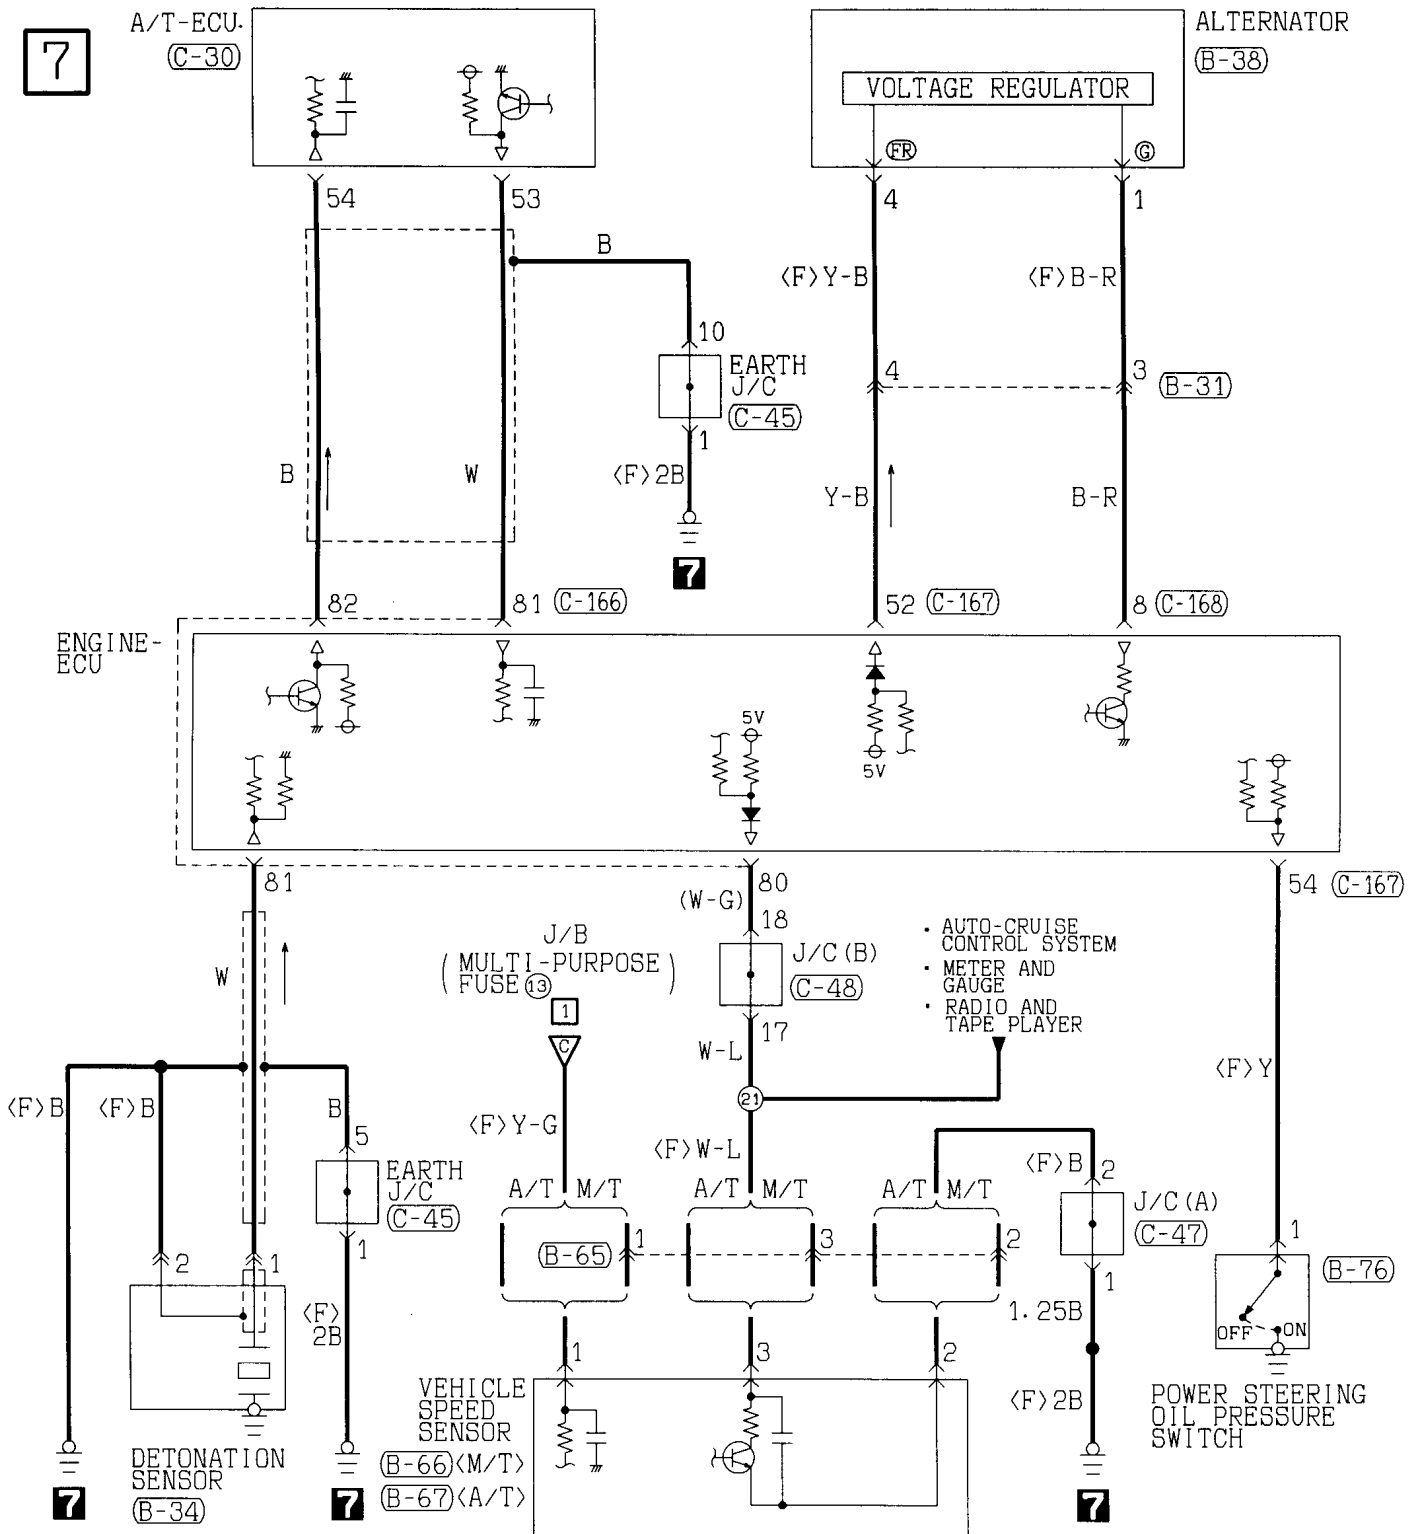 7
A/T-ECU
(C-30)
ALTERNATOR
(B-38)
VOLTAGE REGULATOR
FR
G
54
53
4
1
B
<F>Y-B
<F>B-R
10
EARTH
J/C
(C-45)
4
3
(B-31)
1
B
W
<F>2B
Y-B
B-R
7
82
81
(C-166)
52
(C-167)
8
(C-168)
ENGINE-
ECU
5V
5V
81
80
54
(C-167)
(W-G)
18
W
J/B
(MULTI-PURPOSE
FUSE 13)
1
C
J/C(B)
(C-48)
17
W-L
• AUTO-CRUISE
CONTROL SYSTEM
• METER AND
GAUGE
• RADIO AND
TAPE PLAYER
<F>Y
21
<F>B
<F>B
B
5
<F>Y-G
<F>W-L
<F>B
2
EARTH
J/C
(C-45)
A/T
M/T
A/T
M/T
A/T
M/T
J/C(A)
(C-47)
2
1
1
(B-65)
1
3
2
1
1
(B-76)
<F>
2B
1.25B
OFF
ON
1
3
2
VEHICLE
SPEED
SENSOR
(B-66)<M/T>
(B-67)<A/T>
<F>2B
POWER STEERING
OIL PRESSURE
SWITCH
DETONATION
SENSOR
(B-34)
7
7
7